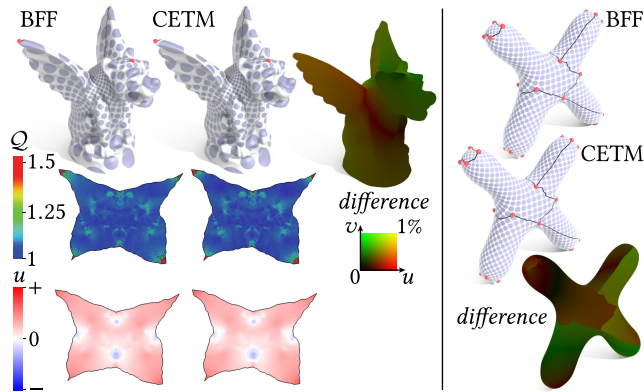 BFF
CETM
Q
1.5
1.25
1
u
+
0
−
difference
v
1%
0
u
BFF
CETM
difference